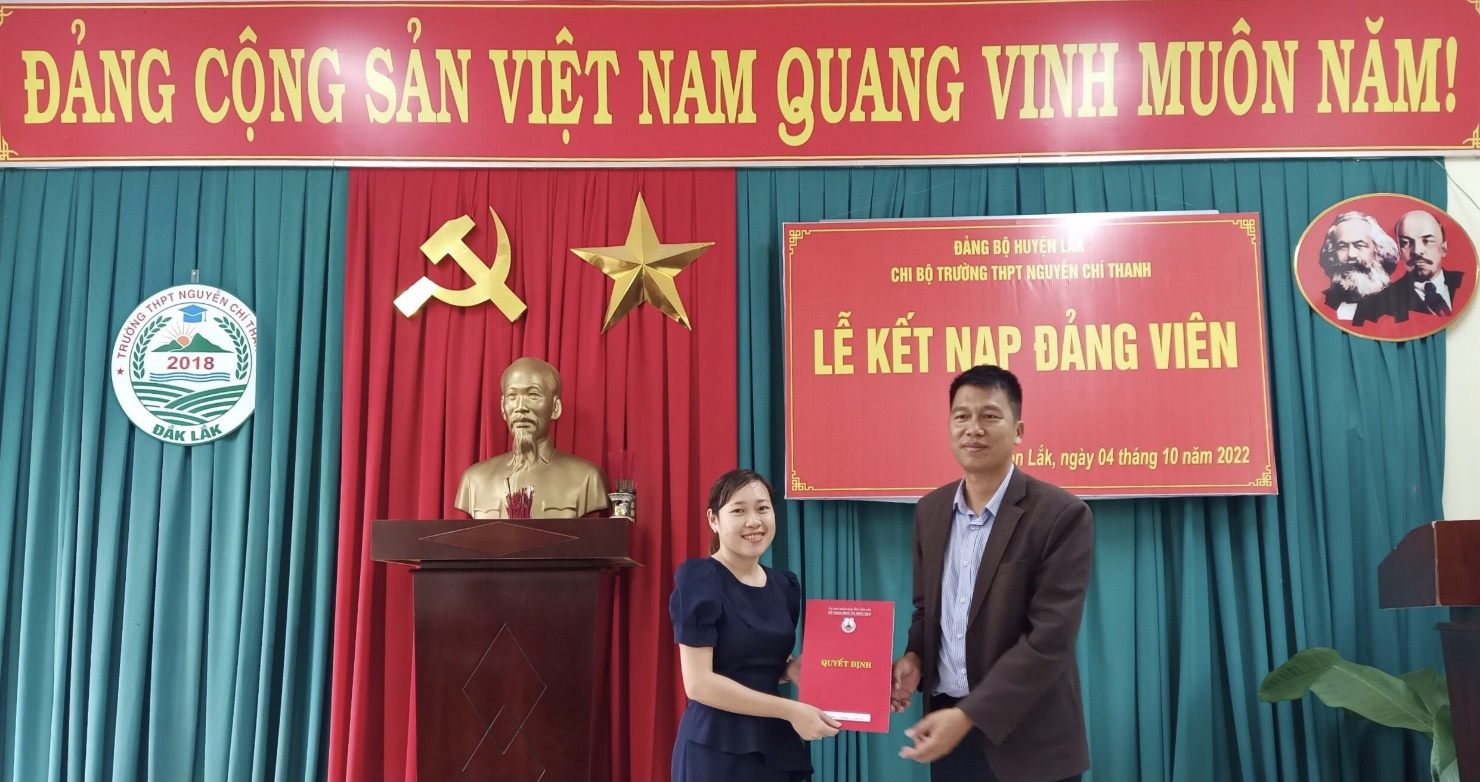 ĐẢNG CỘNG SẢN VIỆT NAM QUANG VINH MUÔN NĂM!
TRƯỜNG THPT NGUYỄN CHÍ THANH
2018
ĐẮK LẮK
ĐẢNG BỘ HUYỆN LẮK
CHI BỘ TRƯỜNG THPT NGUYỄN CHÍ THANH
LỄ KẾT NẠP ĐẢNG VIÊN
Lắk, ngày 04 tháng 10 năm 2022
QUYẾT ĐỊNH